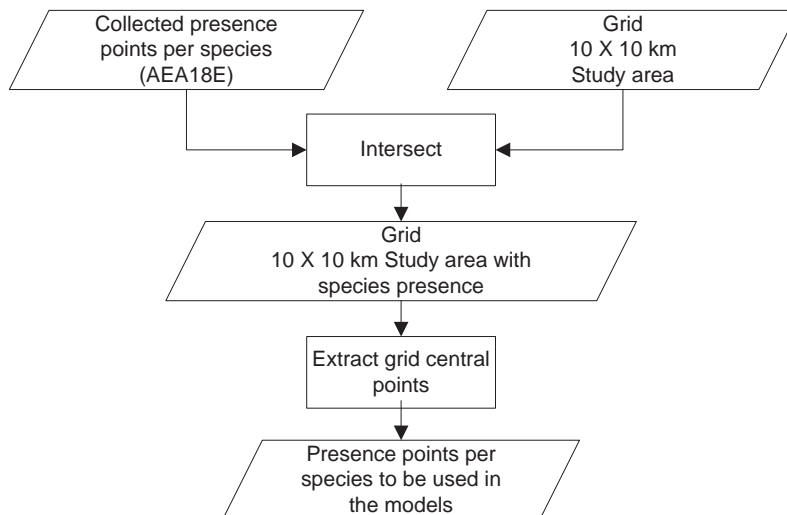 Collected presence
points per species
(AEA18E)
Grid
10 X 10 km
Study area
Intersect
Grid
10 X 10 km Study area with
species presence
Extract grid central
points
Presence points per
species to be used in
the models